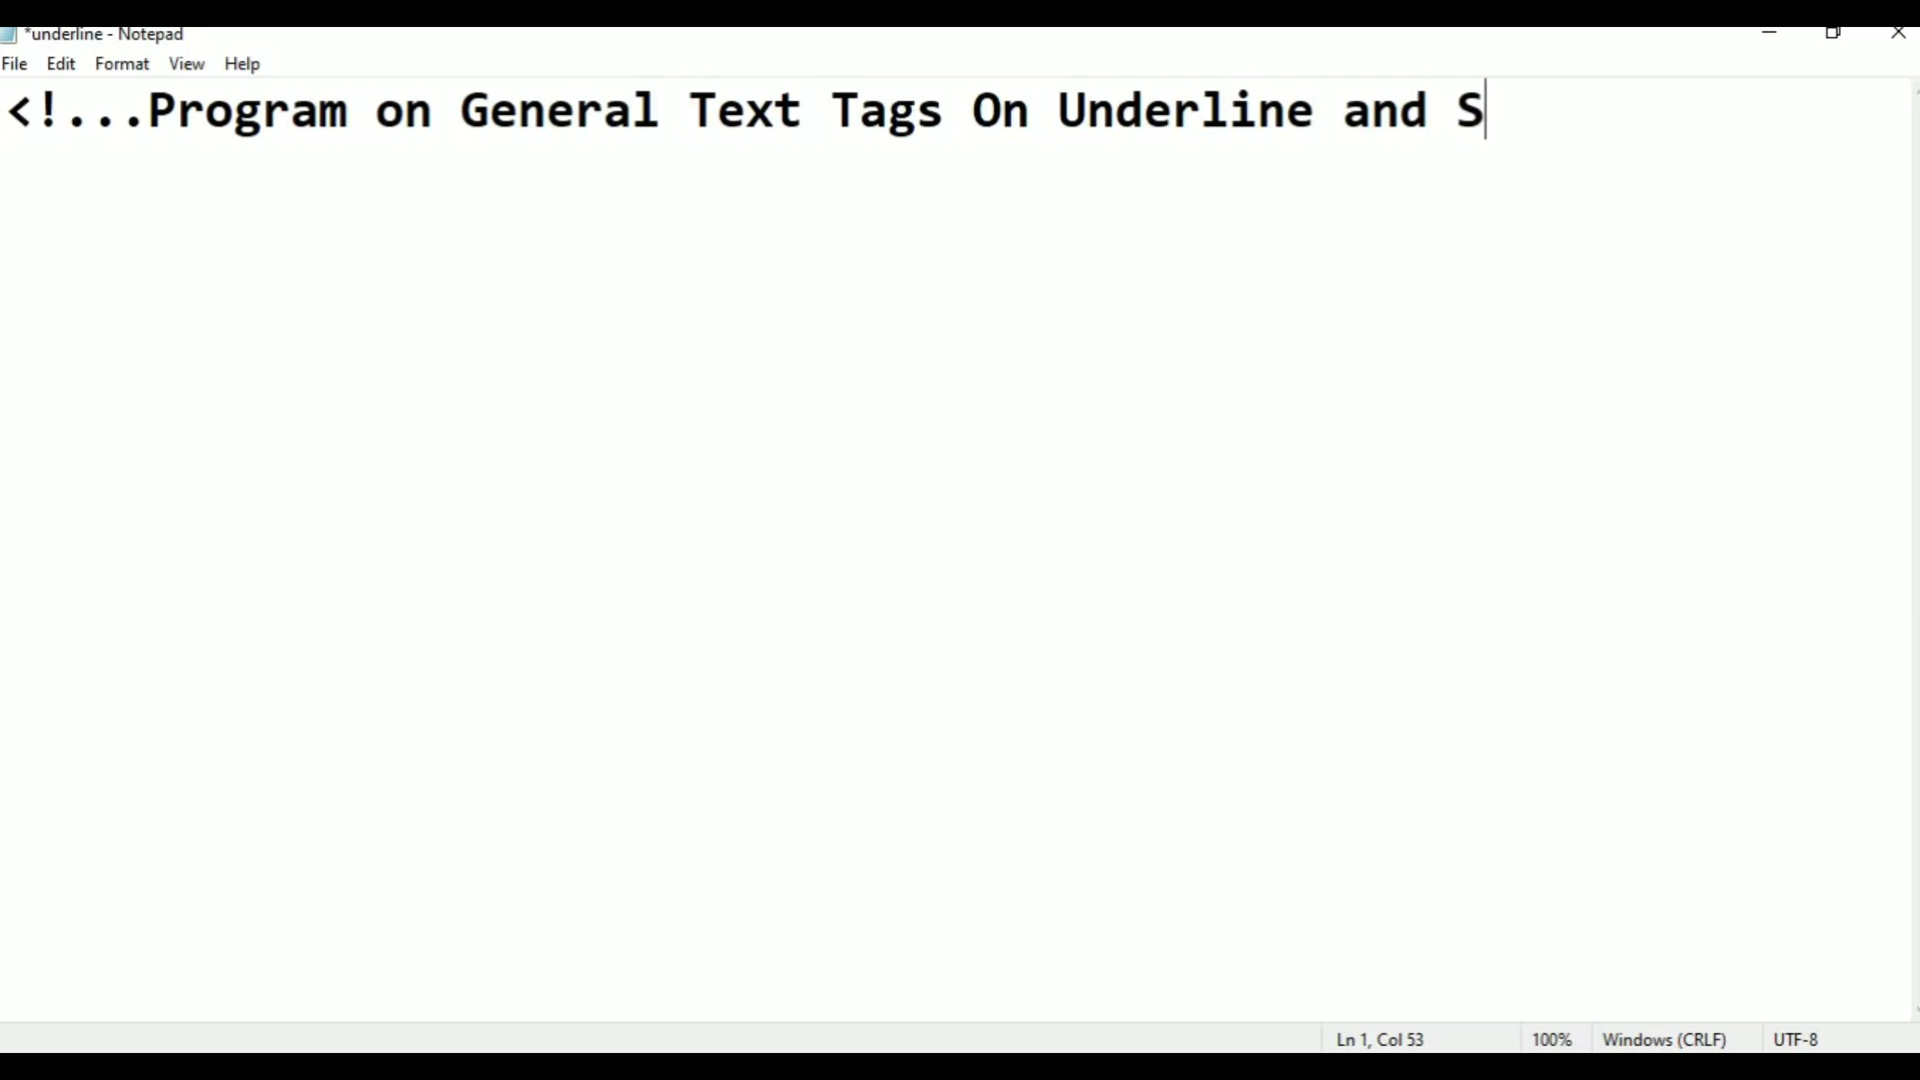 *underline - Notepad
File Edit Format View Help
<!...Program on General Text Tags On Underline and S
Ln 1, Col 53 100% Windows (CRLF) UTF-8